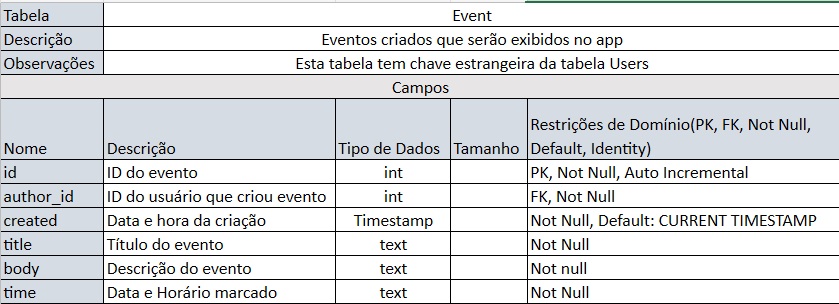 Tabela Event
Descrição Eventos criados que serão exibidos no app
Observações Esta tabela tem chave estrangeira da tabela Users
Campos
Nome Descrição Tipo de Dados Tamanho Restrições de Domínio(PK, FK, Not Null, Default, Identity)
id ID do evento int PK, Not Null, Auto Incremental
author_id ID do usuário que criou evento int FK, Not Null
created Data e hora da criação Timestamp Not Null, Default: CURRENT TIMESTAMP
title Título do evento text Not Null
body Descrição do evento text Not null
time Data e Horário marcado text Not Null